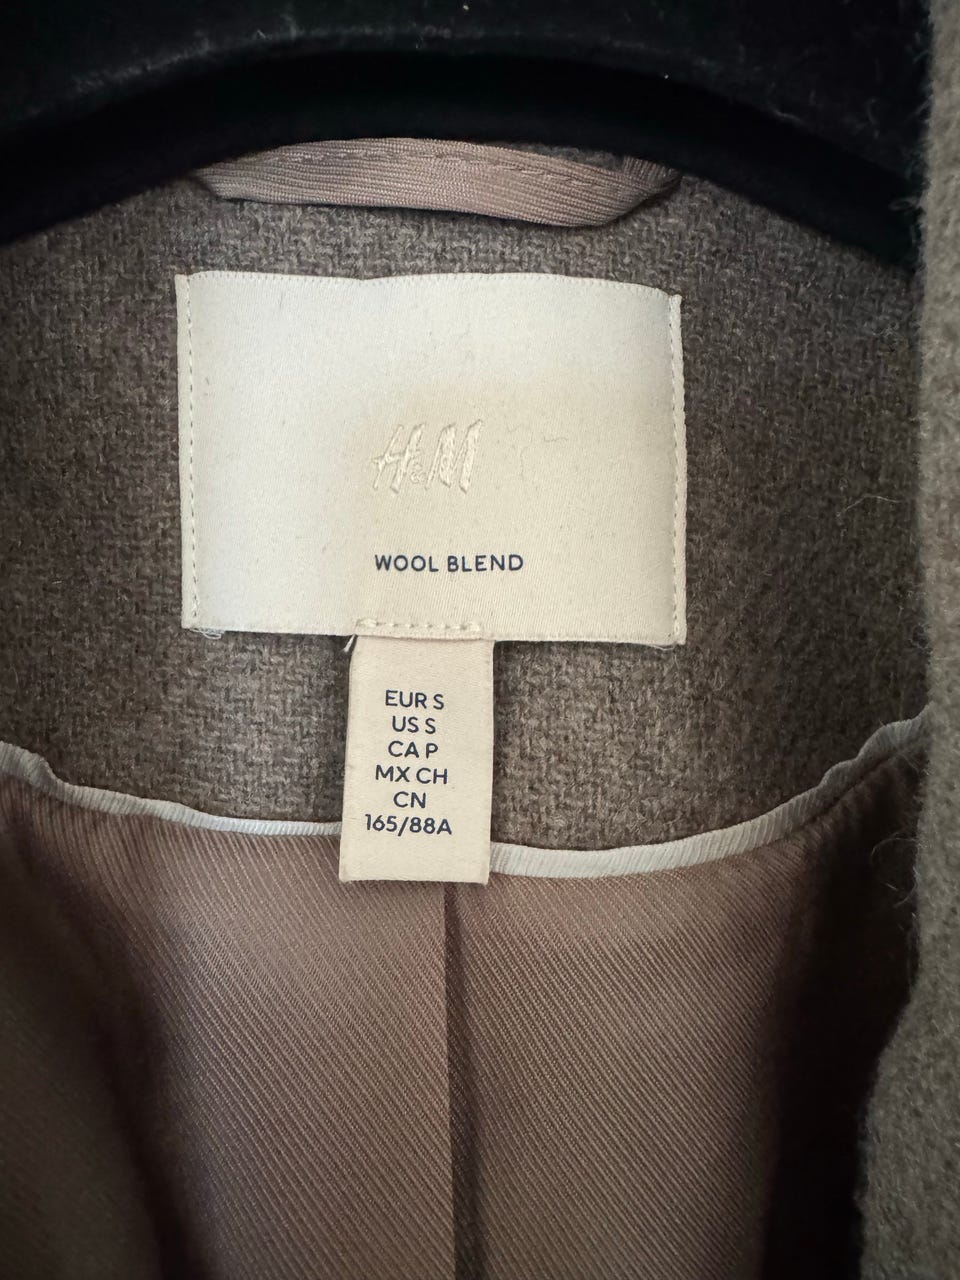 H&M
WOOL BLEND
EUR S
US S
CA P
MX CH
CN
165/88A